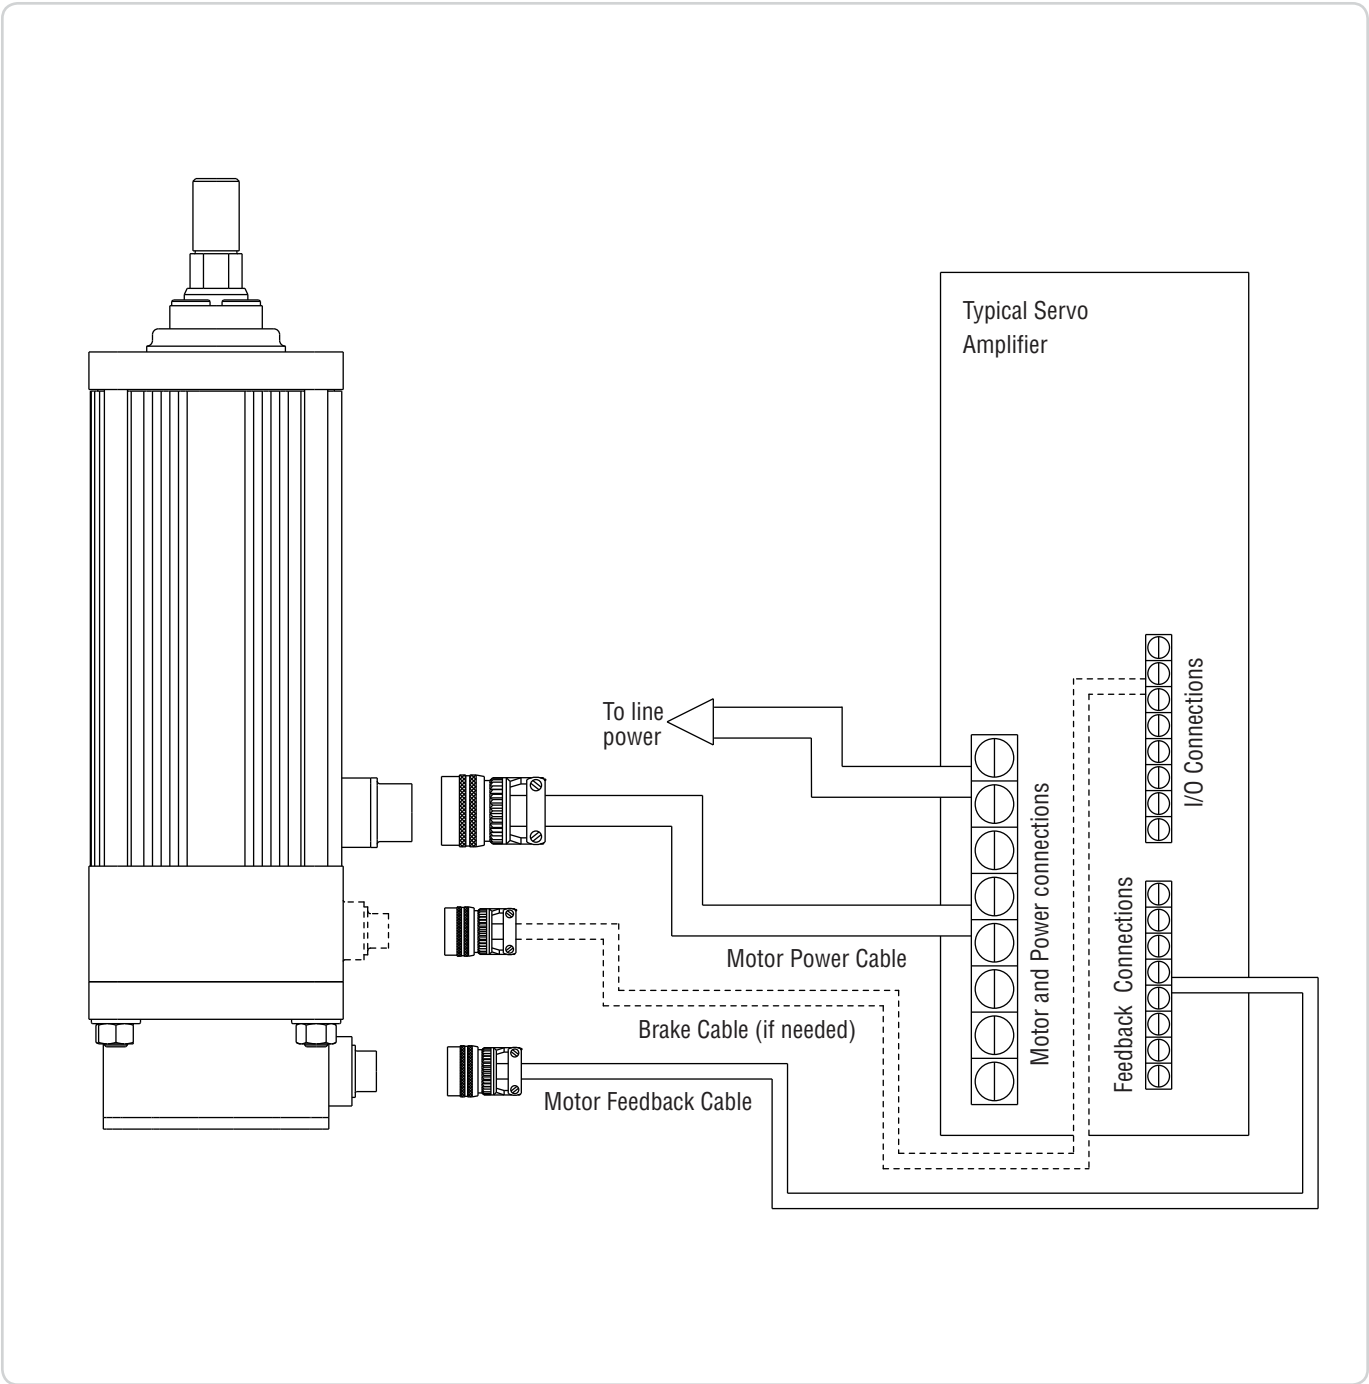 Typical Servo
Amplifier
To line
power
I/O Connections
Motor and Power connections
Feedback Connections
Motor Power Cable
Brake Cable (if needed)
Motor Feedback Cable